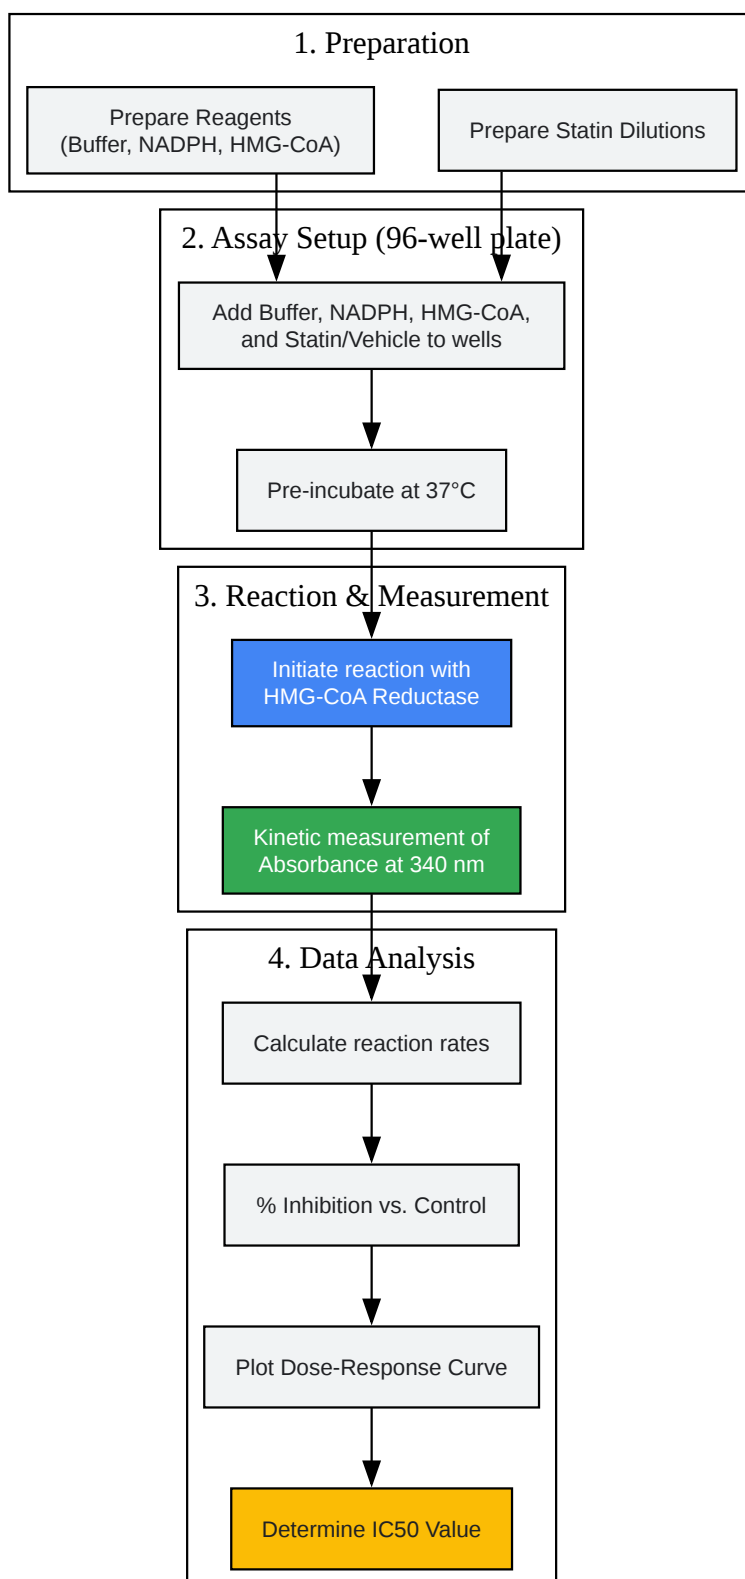 1. Preparation
Prepare Reagents
(Buffer, NADPH, HMG-CoA)
Prepare Statin Dilutions
2. Assay Setup (96-well plate)
Add Buffer, NADPH, HMG-CoA,
and Statin/Vehicle to wells
Pre-incubate at 37°C
3. Reaction & Measurement
Initiate reaction with
HMG-CoA Reductase
Kinetic measurement of
Absorbance at 340 nm
4. Data Analysis
Calculate reaction rates
% Inhibition vs. Control
Plot Dose-Response Curve
Determine IC50 Value